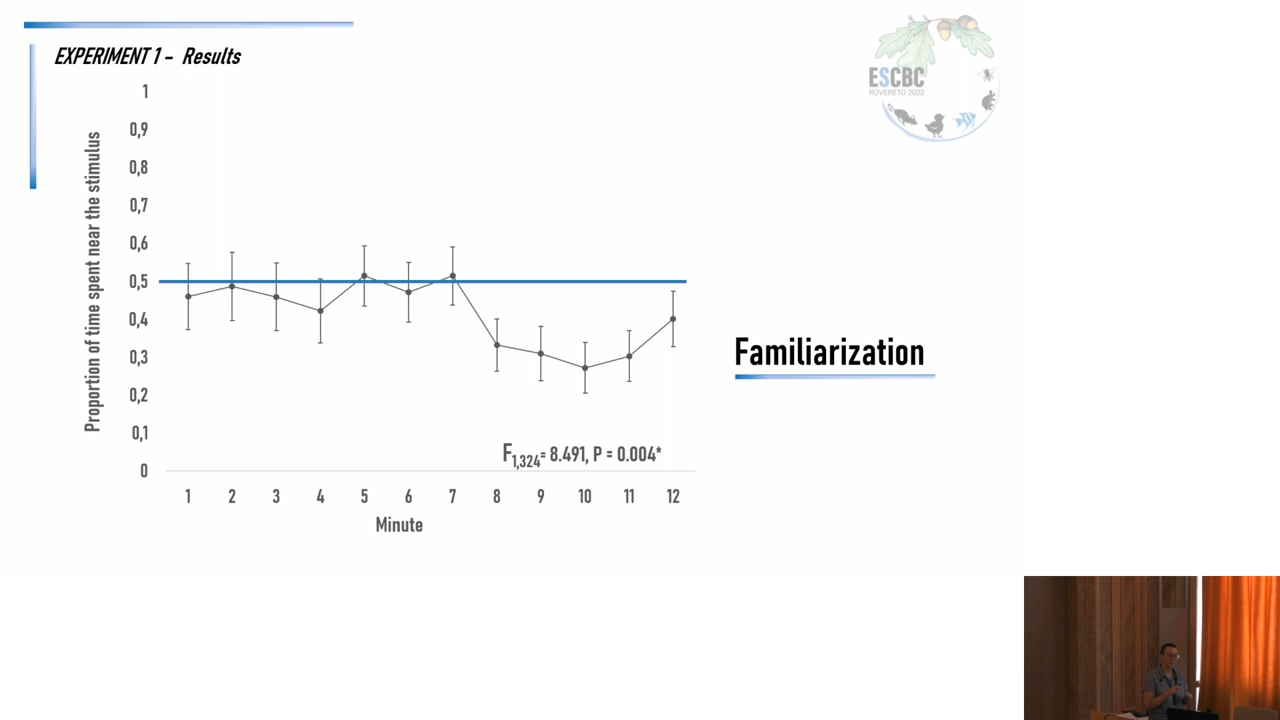 EXPERIMENT 1 – Results
ESCBC
ROVERETO 2022
Proportion of time spent near the stimulus
1
0,9
0,8
0,7
0,6
0,5
0,4
0,3
0,2
0,1
0
F1,324= 8.491, P = 0.004*
1 2 3 4 5 6 7 8 9 10 11 12
Minute
Familiarization